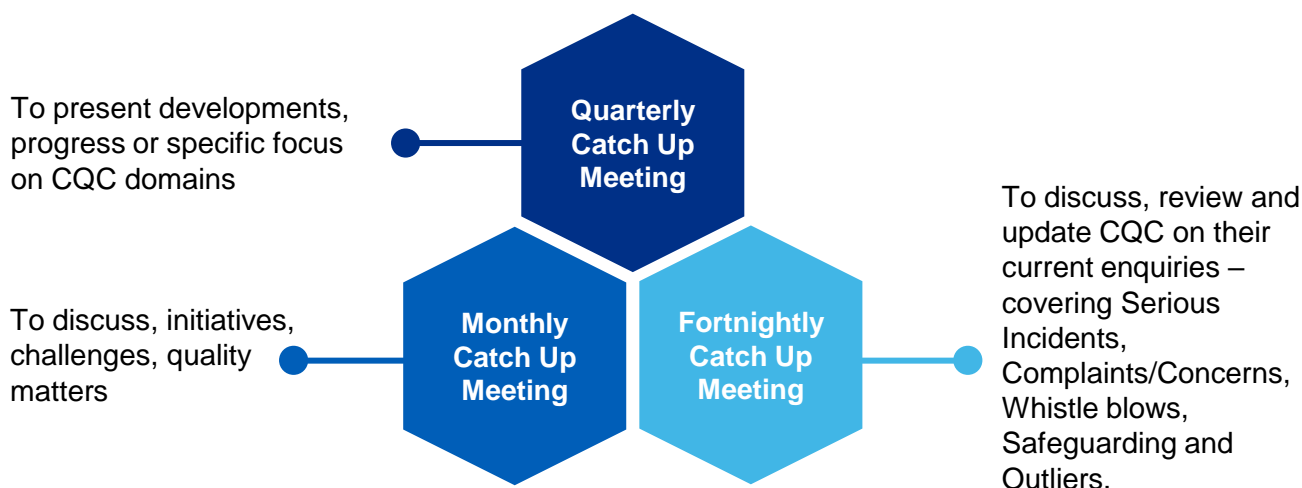 To present developments,
progress or specific focus
on CQC domains
Quarterly
Catch Up
Meeting
To discuss, initiatives,
challenges, quality
matters
Monthly
Catch Up
Meeting
Fortnightly
Catch Up
Meeting
To discuss, review and
update CQC on their
current enquiries –
covering Serious
Incidents,
Complaints/Concerns,
Whistle blows,
Safeguarding and
Outliers.